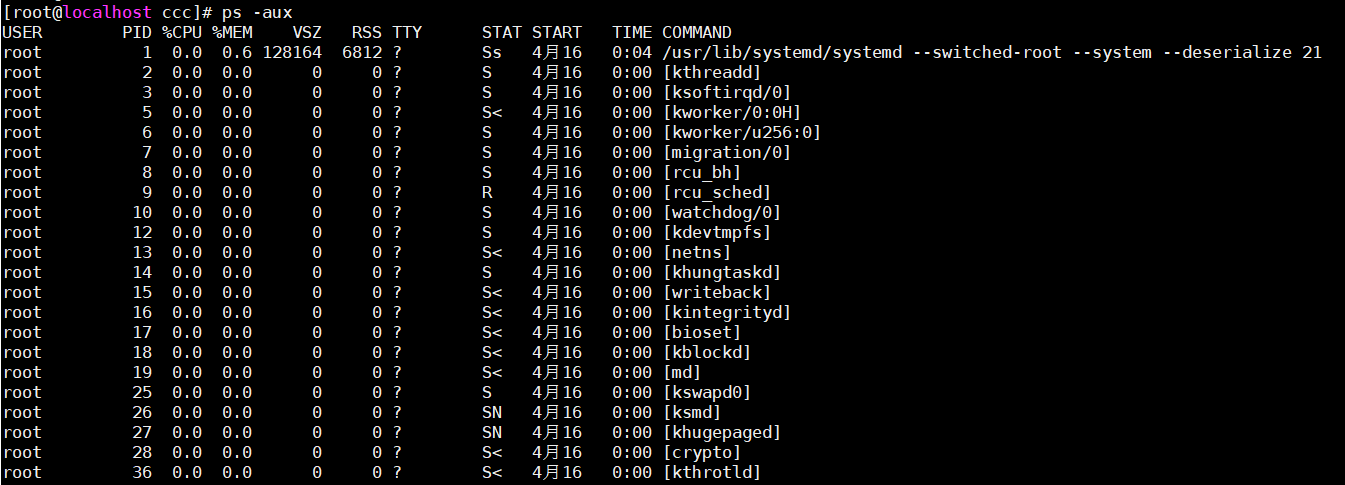 [root@localhost ccc]# ps -aux
USER        PID %CPU %MEM    VSZ   RSS TTY      STAT START   TIME COMMAND
root          1  0.0  0.6 128164  6812 ?        Ss   4月16   0:04 /usr/lib/systemd/systemd --switched-root --system --deserialize 21
root          2  0.0  0.0      0     0 ?        S    4月16   0:00 [kthreadd]
root          3  0.0  0.0      0     0 ?        S    4月16   0:00 [ksoftirqd/0]
root          5  0.0  0.0      0     0 ?        S<   4月16   0:00 [kworker/0:0H]
root          6  0.0  0.0      0     0 ?        S    4月16   0:00 [kworker/u256:0]
root          7  0.0  0.0      0     0 ?        S    4月16   0:00 [migration/0]
root          8  0.0  0.0      0     0 ?        S    4月16   0:00 [rcu_bh]
root          9  0.0  0.0      0     0 ?        R    4月16   0:00 [rcu_sched]
root         10  0.0  0.0      0     0 ?        S    4月16   0:00 [watchdog/0]
root         12  0.0  0.0      0     0 ?        S    4月16   0:00 [kdevtmpfs]
root         13  0.0  0.0      0     0 ?        S<   4月16   0:00 [netns]
root         14  0.0  0.0      0     0 ?        S    4月16   0:00 [khungtaskd]
root         15  0.0  0.0      0     0 ?        S<   4月16   0:00 [writeback]
root         16  0.0  0.0      0     0 ?        S<   4月16   0:00 [kintegrityd]
root         17  0.0  0.0      0     0 ?        S<   4月16   0:00 [bioset]
root         18  0.0  0.0      0     0 ?        S<   4月16   0:00 [kblockd]
root         19  0.0  0.0      0     0 ?        S<   4月16   0:00 [md]
root         25  0.0  0.0      0     0 ?        S    4月16   0:00 [kswapd0]
root         26  0.0  0.0      0     0 ?        SN   4月16   0:00 [ksmd]
root         27  0.0  0.0      0     0 ?        SN   4月16   0:00 [khugepaged]
root         28  0.0  0.0      0     0 ?        S<   4月16   0:00 [crypto]
root         36  0.0  0.0      0     0 ?        S<   4月16   0:00 [kthrotld]